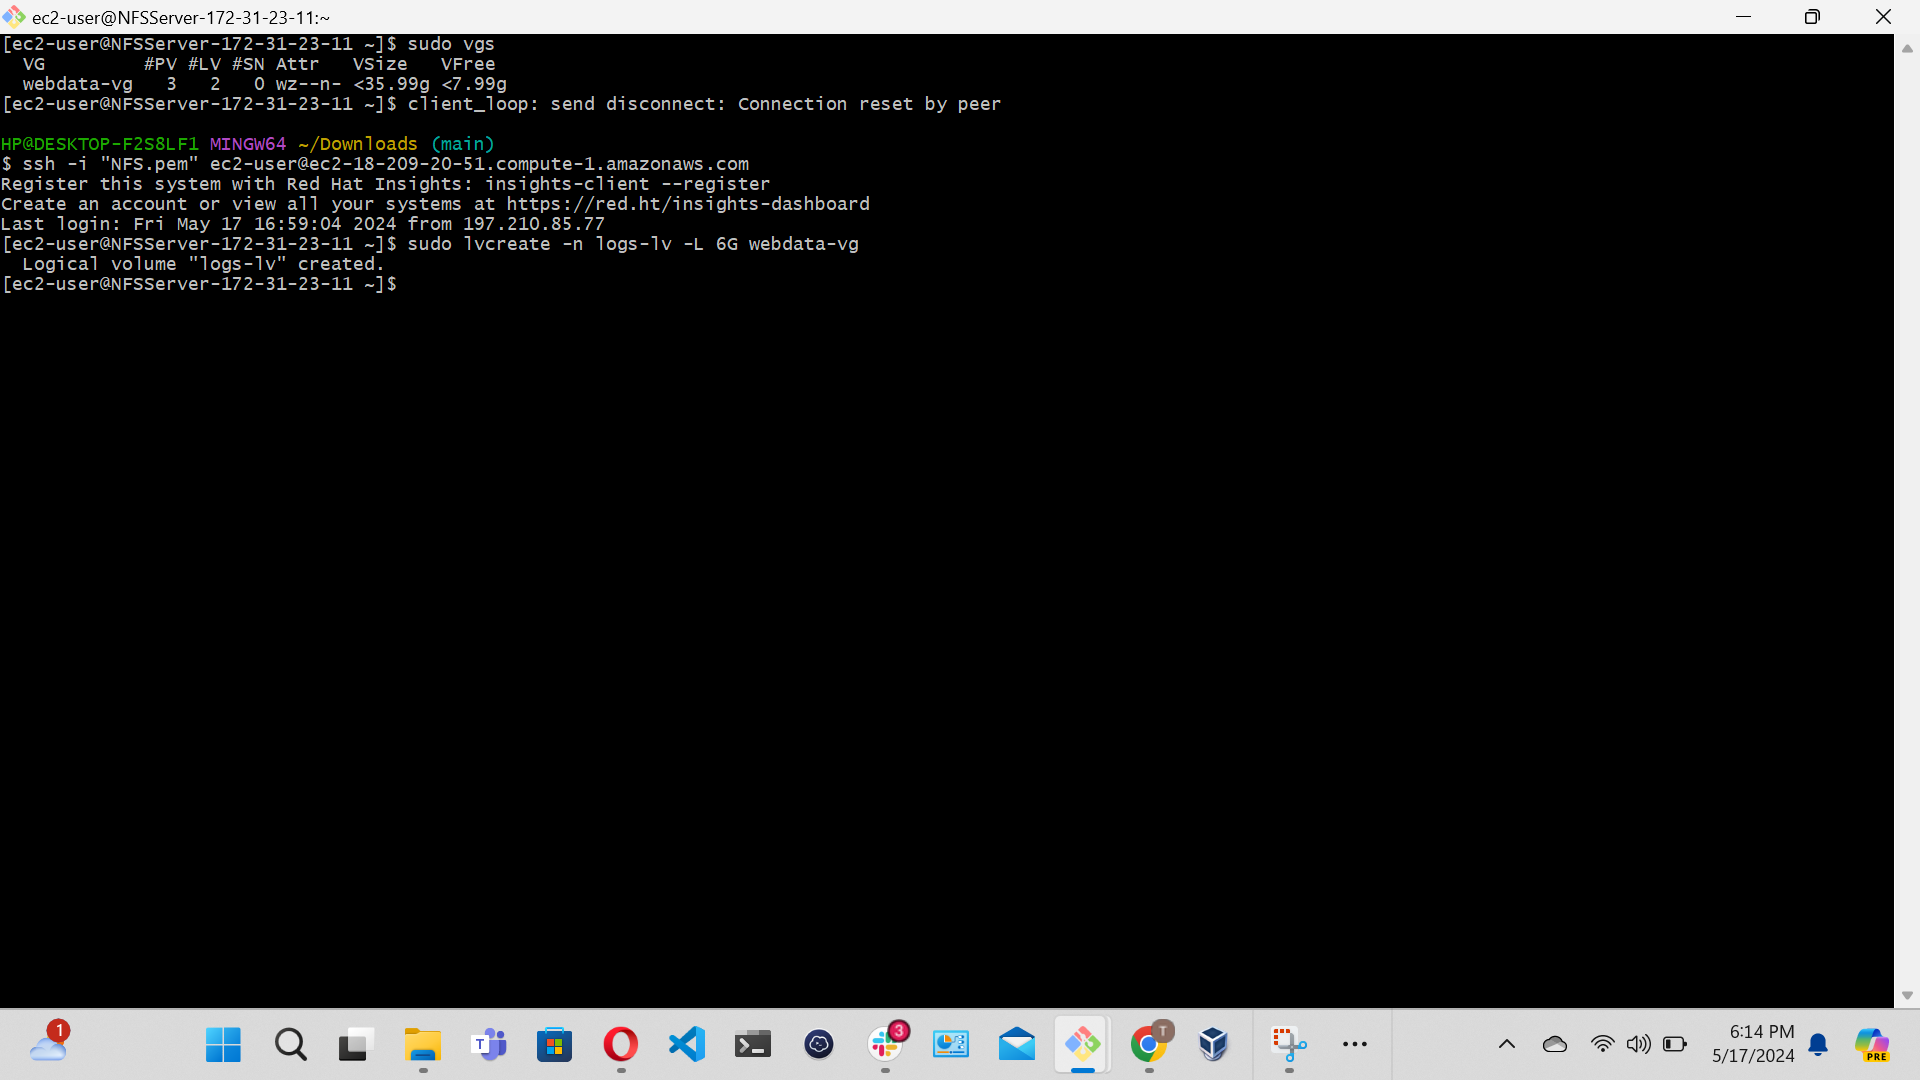 ec2-user@NFSServer-172-31-23-11:~
[ec2-user@NFSServer-172-31-23-11 ~]$ sudo vgs
  VG         #PV #LV #SN Attr   VSize   VFree
  webdata-vg   3   2   0 wz--n- <35.99g <7.99g
[ec2-user@NFSServer-172-31-23-11 ~]$ client_loop: send disconnect: Connection reset by peer
HP@DESKTOP-F2S8LF1 MINGW64 ~/Downloads (main)
$ ssh -i "NFS.pem" ec2-user@ec2-18-209-20-51.compute-1.amazonaws.com
Register this system with Red Hat Insights: insights-client --register
Create an account or view all your systems at https://red.ht/insights-dashboard
Last login: Fri May 17 16:59:04 2024 from 197.210.85.77
[ec2-user@NFSServer-172-31-23-11 ~]$ sudo lvcreate -n logs-lv -L 6G webdata-vg
  Logical volume "logs-lv" created.
[ec2-user@NFSServer-172-31-23-11 ~]$
1
T
3
T
6:14 PM
5/17/2024
PRE